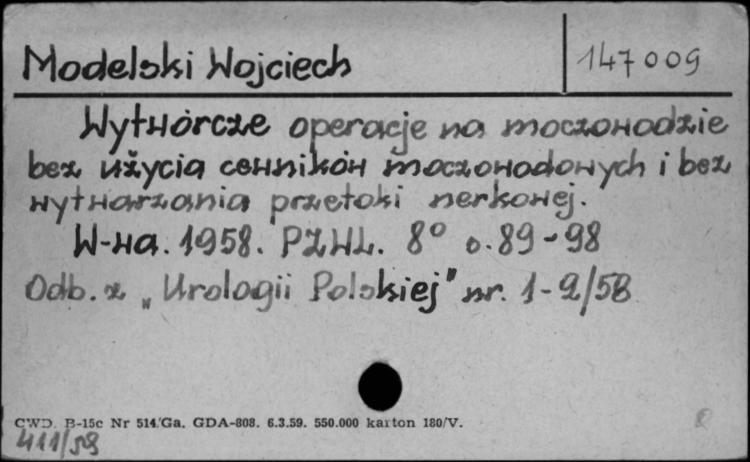 Modelski Wojciech
147009
Wytwórcze operacje na moczowodzie
bez użycia cewników moczowodowych i bez
wytwarzania przetoki nerkowej.
W-wa. 1958. PZWL. 8° s. 89-98
Odb. z „Urologii Polskiej" nr. 1-2/58
CWD. B-15c Nr 514/Ga. GDA-808. 6.3.59. 550.000 karton 180/V.
411/59